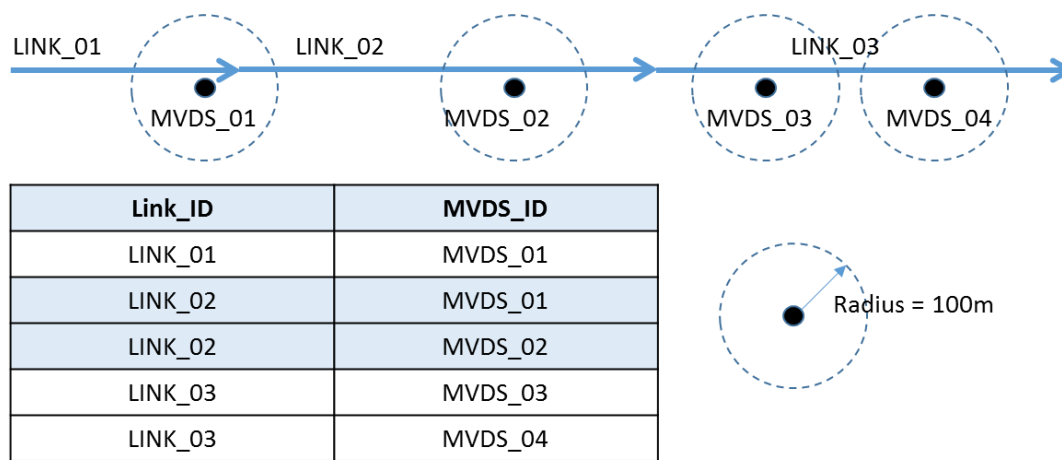 LINK_01
LINK_02
LINK_03
MVDS_01
MVDS_02
MVDS_03
MVDS_04
Link_ID MVDS_ID
LINK_01 MVDS_01
LINK_02 MVDS_01
LINK_02 MVDS_02
LINK_03 MVDS_03
LINK_03 MVDS_04
Radius = 100m